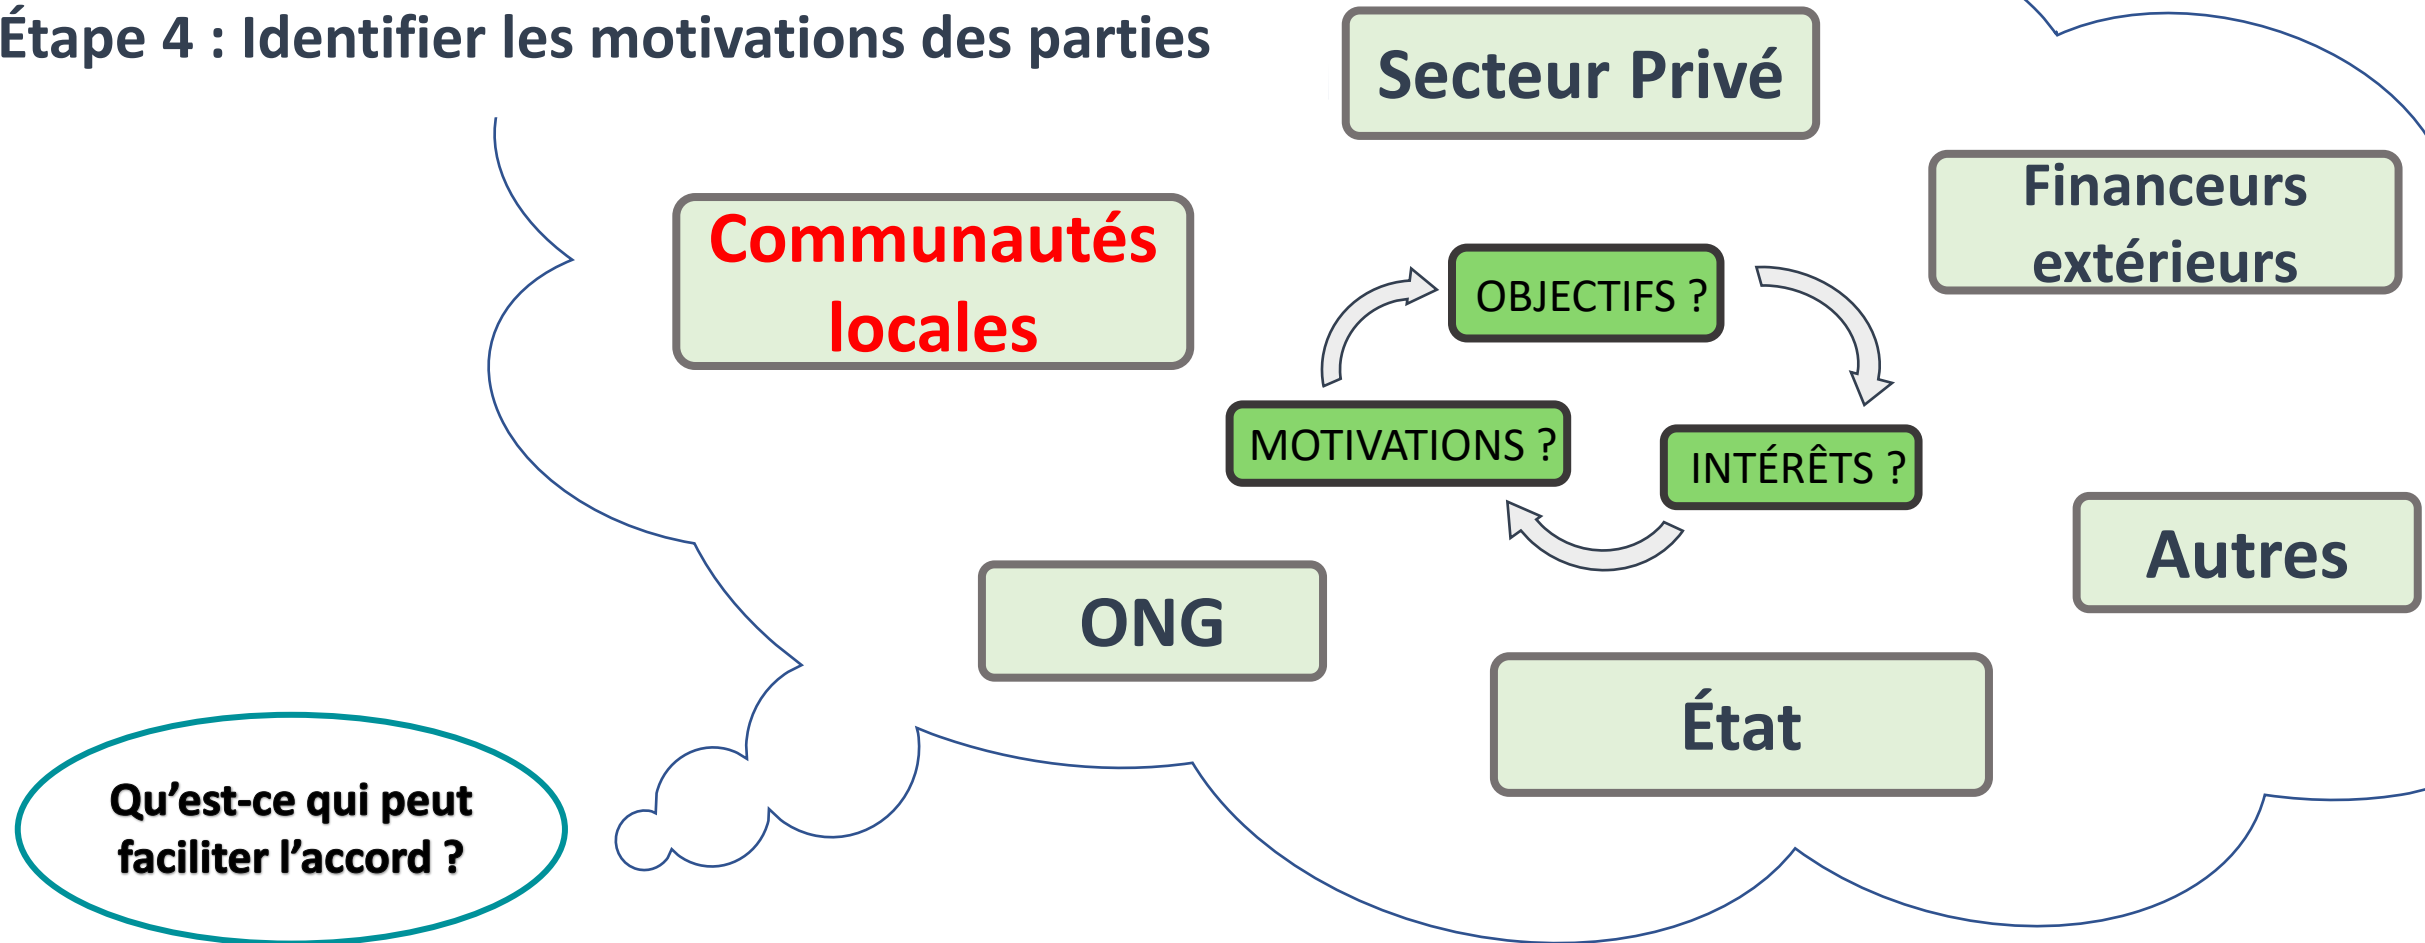 Étape 4 : Identifier les motivations des parties
Secteur Privé
Financeurs
extérieurs
Communautés
locales
OBJECTIFS ?
MOTIVATIONS ?
INTÉRÊTS ?
Autres
ONG
État
Qu’est-ce qui peut
faciliter l’accord ?